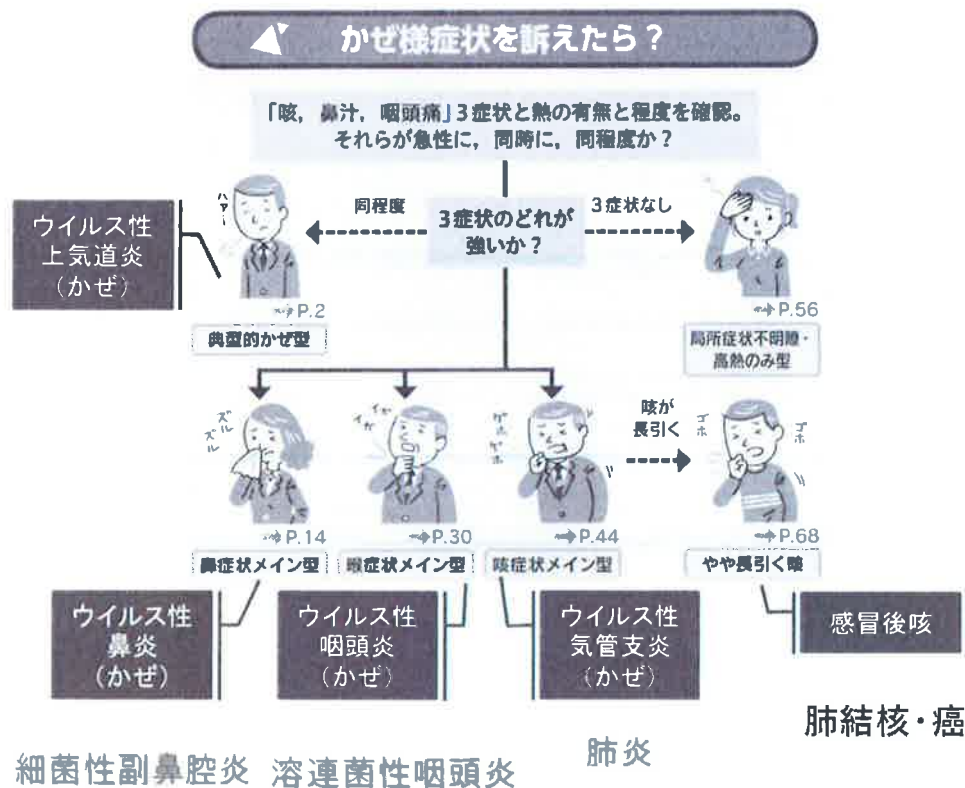 かぜ様症状を訴えたら？
「咳，鼻汁，咽頭痛」3症状と熱の有無と程度を確認。
それらが急性に，同時に，同程度か？
ウイルス性
上気道炎
（かぜ）
ハァー
同程度
3症状のどれが
強いか？
3症状なし
P.2
典型的かぜ型
P.56
局所症状不明瞭・
高熱のみ型
ズル
ズル
イガ
イガ
ゲホ
ゲホ
咳が
長引く
ゴホ
ゴホ
P.14
鼻症状メイン型
P.30
喉症状メイン型
P.44
咳症状メイン型
P.68
やや長引く咳
ウイルス性
鼻炎
（かぜ）
ウイルス性
咽頭炎
（かぜ）
ウイルス性
気管支炎
（かぜ）
感冒後咳
肺結核・癌
細菌性副鼻腔炎
溶連菌性咽頭炎
肺炎